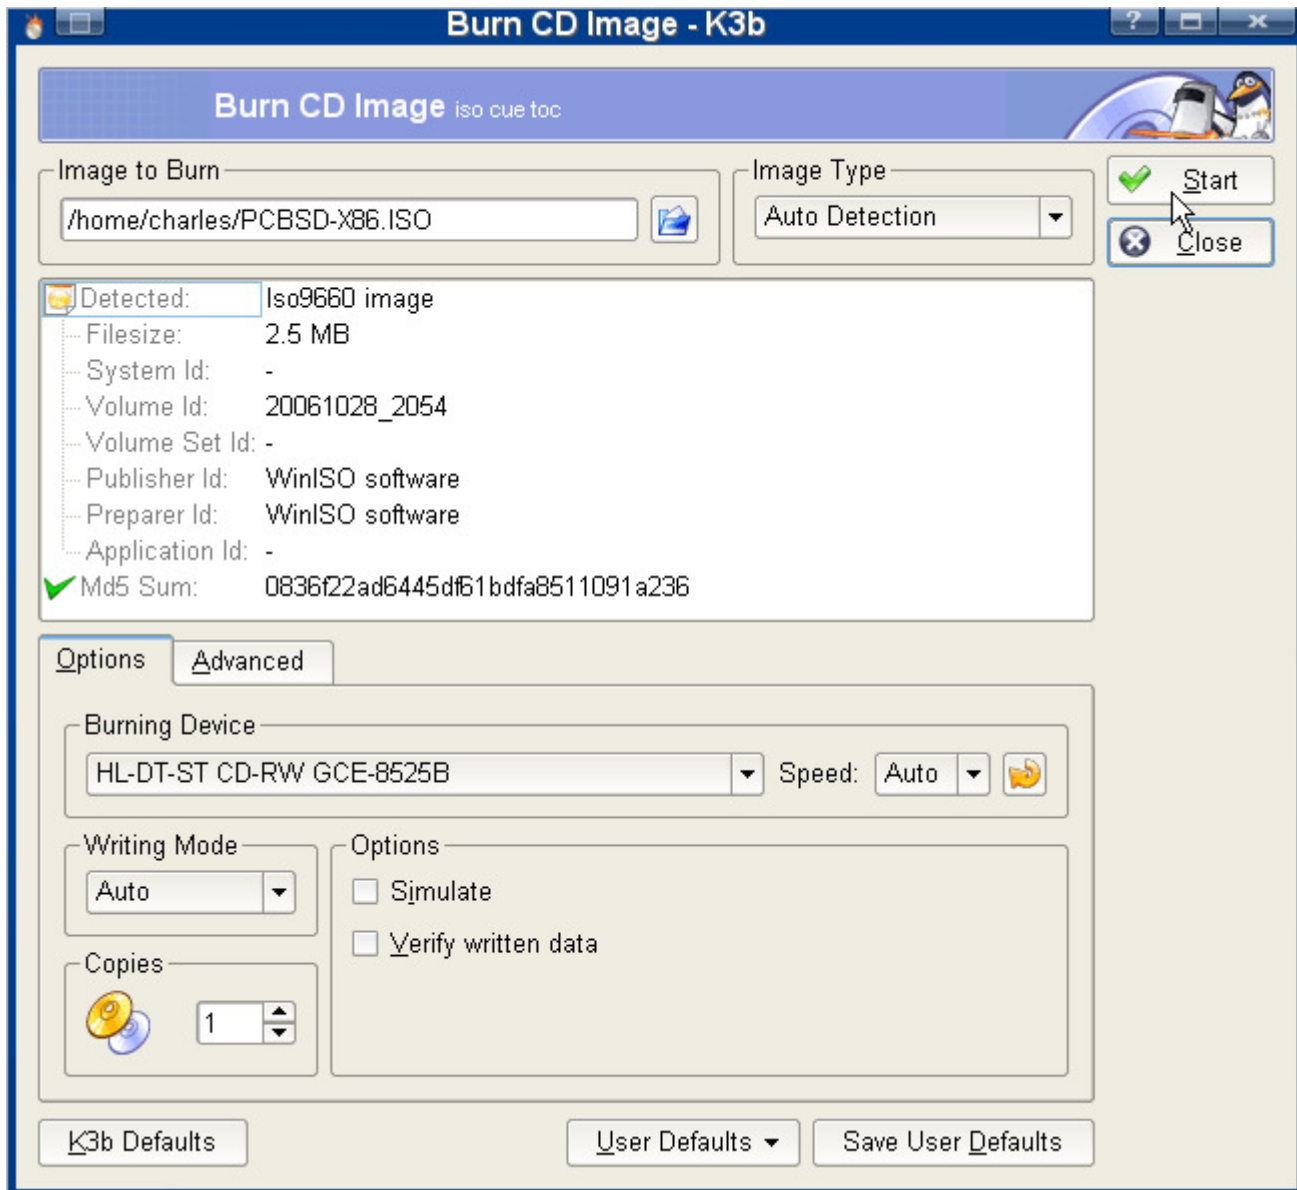 Burn CD Image - K3b
?
Burn CD Image iso cue toc
Image to Burn
/home/charles/PCBSD-X86.ISO
Image Type
Auto Detection
Start
Close
Detected: Iso9660 image
Filesize: 2.5 MB
System Id: -
Volume Id: 20061028_2054
Volume Set Id: -
Publisher Id: WinISO software
Preparer Id: WinISO software
Application Id: -
Md5 Sum: 0836f22ad6445df61bdfa8511091a236
Options Advanced
Burning Device
HL-DT-ST CD-RW GCE-8525B Speed: Auto
Writing Mode
Auto
Options
Simulate
Verify written data
Copies
1
K3b Defaults User Defaults Save User Defaults